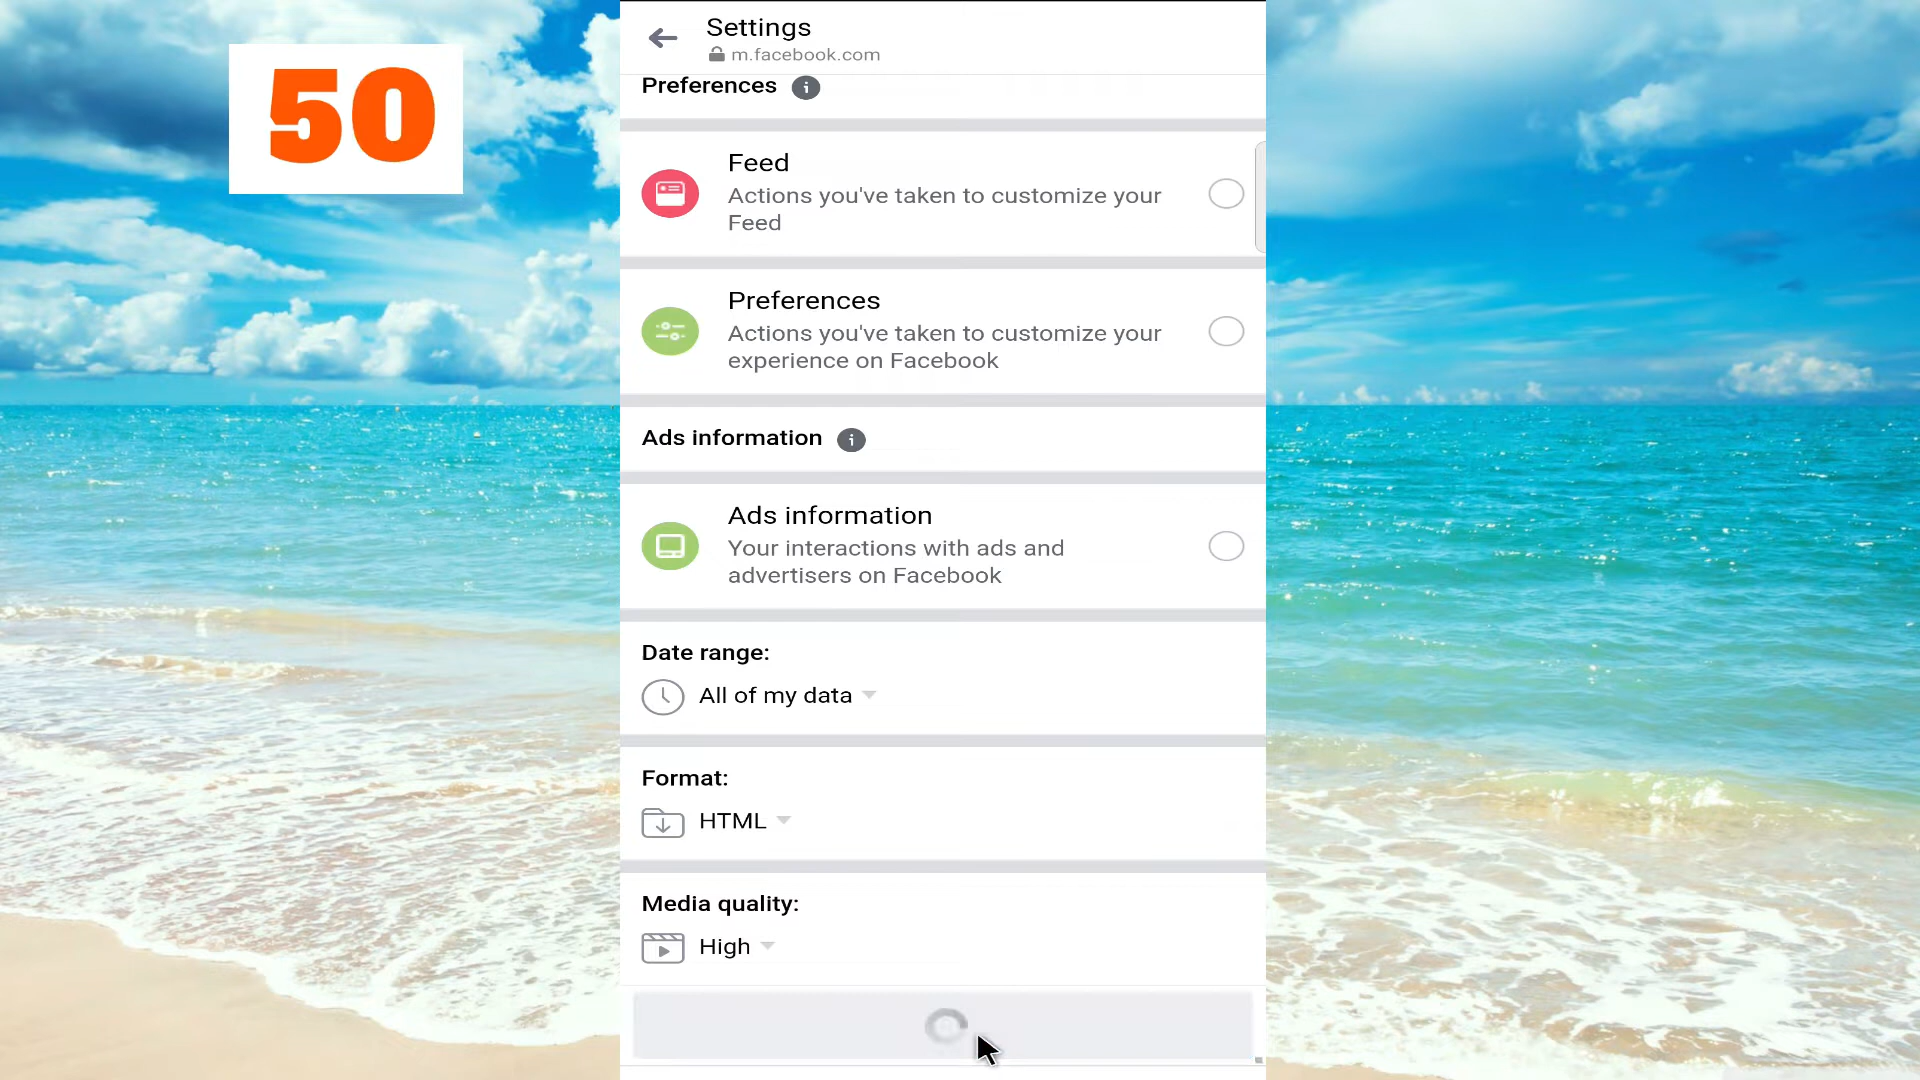 50
Settings
m.facebook.com
Preferences
Feed
Actions you've taken to customize your
Feed
Preferences
Actions you've taken to customize your
experience on Facebook
Ads information
Ads information
Your interactions with ads and
advertisers on Facebook
Date range:
All of my data
Format:
HTML
Media quality:
High